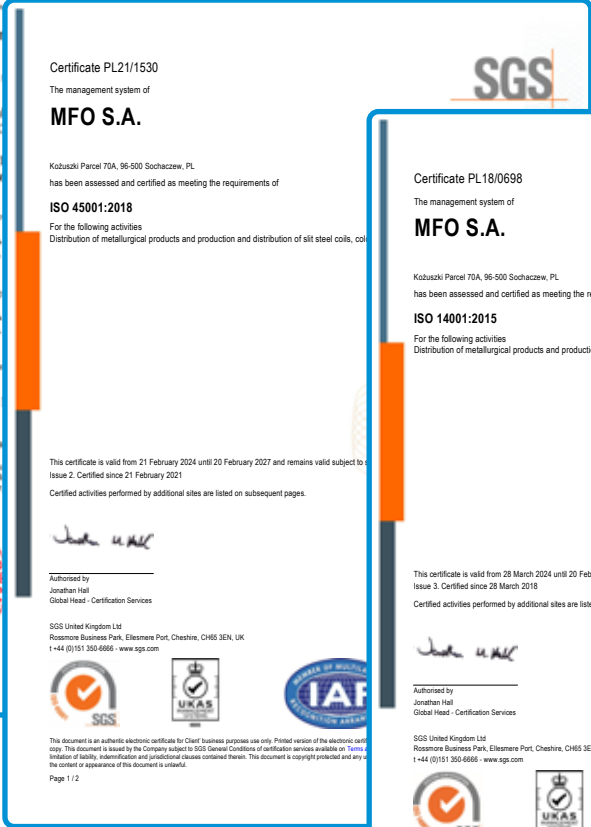 Certificate PL21/1530
The management system of
MFO S.A.
Kożuszki Parcel 70A, 96-500 Sochaczew, PL
has been assessed and certified as meeting the requirements of
ISO 45001:2018
For the following activities
Distribution of metallurgical products and production and distribution of slit steel coils,
This certificate is valid from 21 February 2024 until 20 February 2027 and remains valid subject to
Issue 2. Certified since 21 February 2021
Certified activities performed by additional sites are listed on subsequent pages.
Authorised by
Jonathan Hall
Global Head - Certification Services
SGS United Kingdom Ltd
Rossmore Business Park, Ellesmere Port, Cheshire, CH65 3EN, UK
t +44 (0)151 350-6666 - www.sgs.com
SGS
UKAS
MANAGEMENT
SYSTEMS
MEMBER OF MULTILA
IAF
RECOGNITION ARRAN
This document is an authentic electronic certificate for Client' business purposes use only. Printed version of the electronic
copy. This document is issued by the Company subject to SGS General Conditions of certification services available on Terms
limitation of liability, indemnification and jurisdictional clauses contained therein. This document is copyright protected and any
the content or appearance of this document is unlawful.
Page 1 / 2
SGS
Certificate PL18/0698
The management system of
MFO S.A.
Kożuszki Parcel 70A, 96-500 Sochaczew, PL
has been assessed and certified as meeting the
ISO 14001:2015
For the following activities
Distribution of metallurgical products and
This certificate is valid from 28 March 2024 until 20
Issue 3. Certified since 28 March 2018
Certified activities performed by additional sites are
Authorised by
Jonathan Hall
Global Head - Certification Services
SGS United Kingdom Ltd
Rossmore Business Park, Ellesmere Port, Cheshire, CH65
t +44 (0)151 350-6666 - www.sgs.com
UKAS